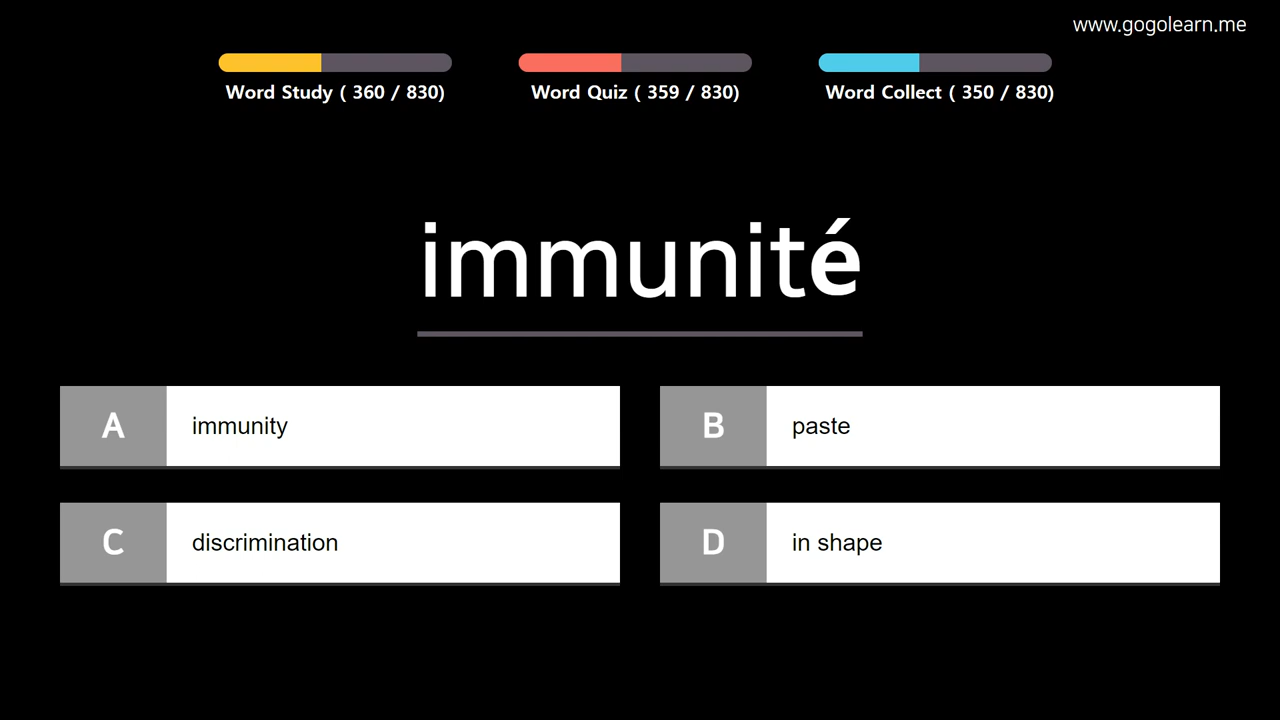 www.gogolearn.me
Word Study ( 360 / 830)
Word Quiz ( 359 / 830)
Word Collect ( 350 / 830)
immunité
A immunity
B paste
C discrimination
D in shape